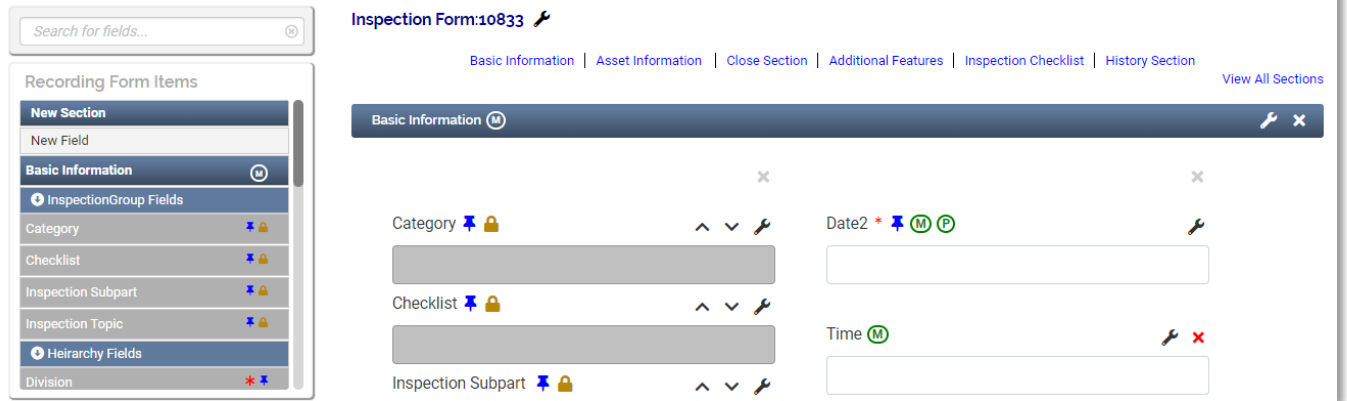 Search for fields...
Recording Form Items
New Section
New Field
Basic Information M
InspectionGroup Fields
Category
Checklist
Inspection Subpart
Inspection Topic
Heirarchy Fields
Division *
Inspection Form:10833
Basic Information | Asset Information | Close Section | Additional Features | Inspection Checklist | History Section
View All Sections
Basic Information M
Category
Checklist
Inspection Subpart
Date2 * M P
Time M